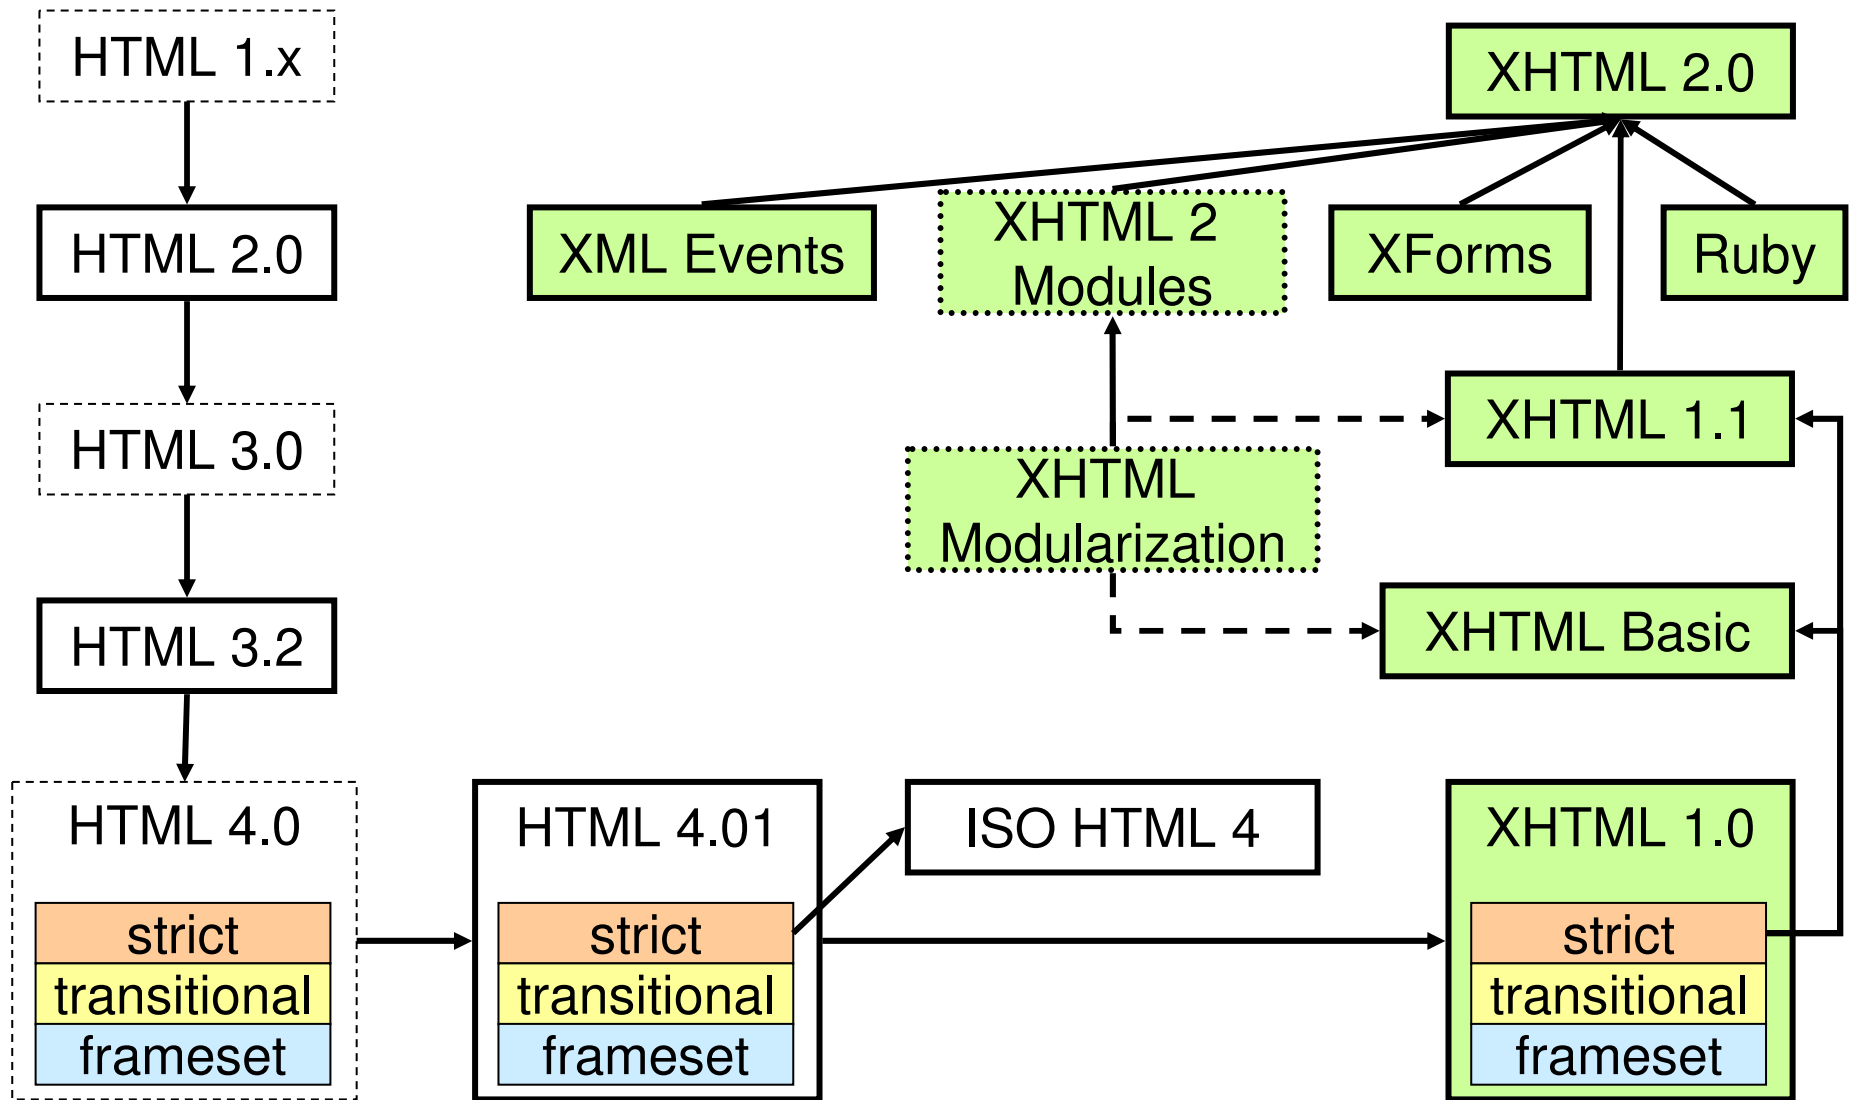 HTML 1.x
XHTML 2.0
HTML 2.0
XML Events
XHTML 2
Modules
XForms
Ruby
HTML 3.0
XHTML 1.1
XHTML
Modularization
HTML 3.2
XHTML Basic
HTML 4.0
strict
transitional
frameset
HTML 4.01
strict
transitional
frameset
ISO HTML 4
XHTML 1.0
strict
transitional
frameset